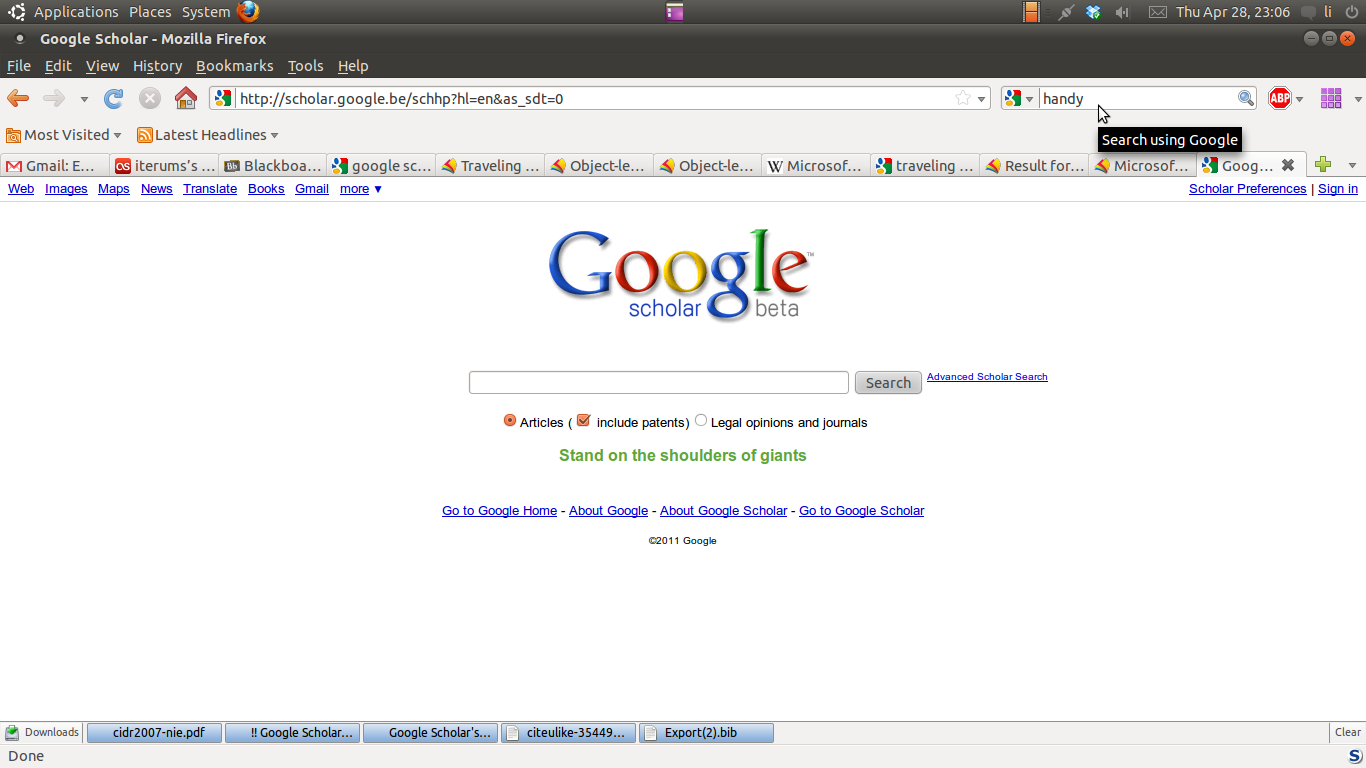 Applications Places System Thu Apr 28, 23:06 li
Google Scholar - Mozilla Firefox
File Edit View History Bookmarks Tools Help
http://scholar.google.be/schhp?hl=en&as_sdt=0 handy ABP
Most Visited Latest Headlines
Search using Google
Gmail: E... iterums's ... Bb Blackboa... google sc... Traveling ... Object-le... Object-le... W Microsof... traveling ... Result for... Microsof... Goog...
Web Images Maps News Translate Books Gmail more ▼ Scholar Preferences | Sign in
Google™
scholar beta
Search Advanced Scholar Search
Articles ( include patents) Legal opinions and journals
Stand on the shoulders of giants
Go to Google Home - About Google - About Google Scholar - Go to Google Scholar
©2011 Google
Downloads cidr2007-nie.pdf !! Google Scholar... Google Scholar's... citeulike-35449... Export(2).bib Clear
Done S